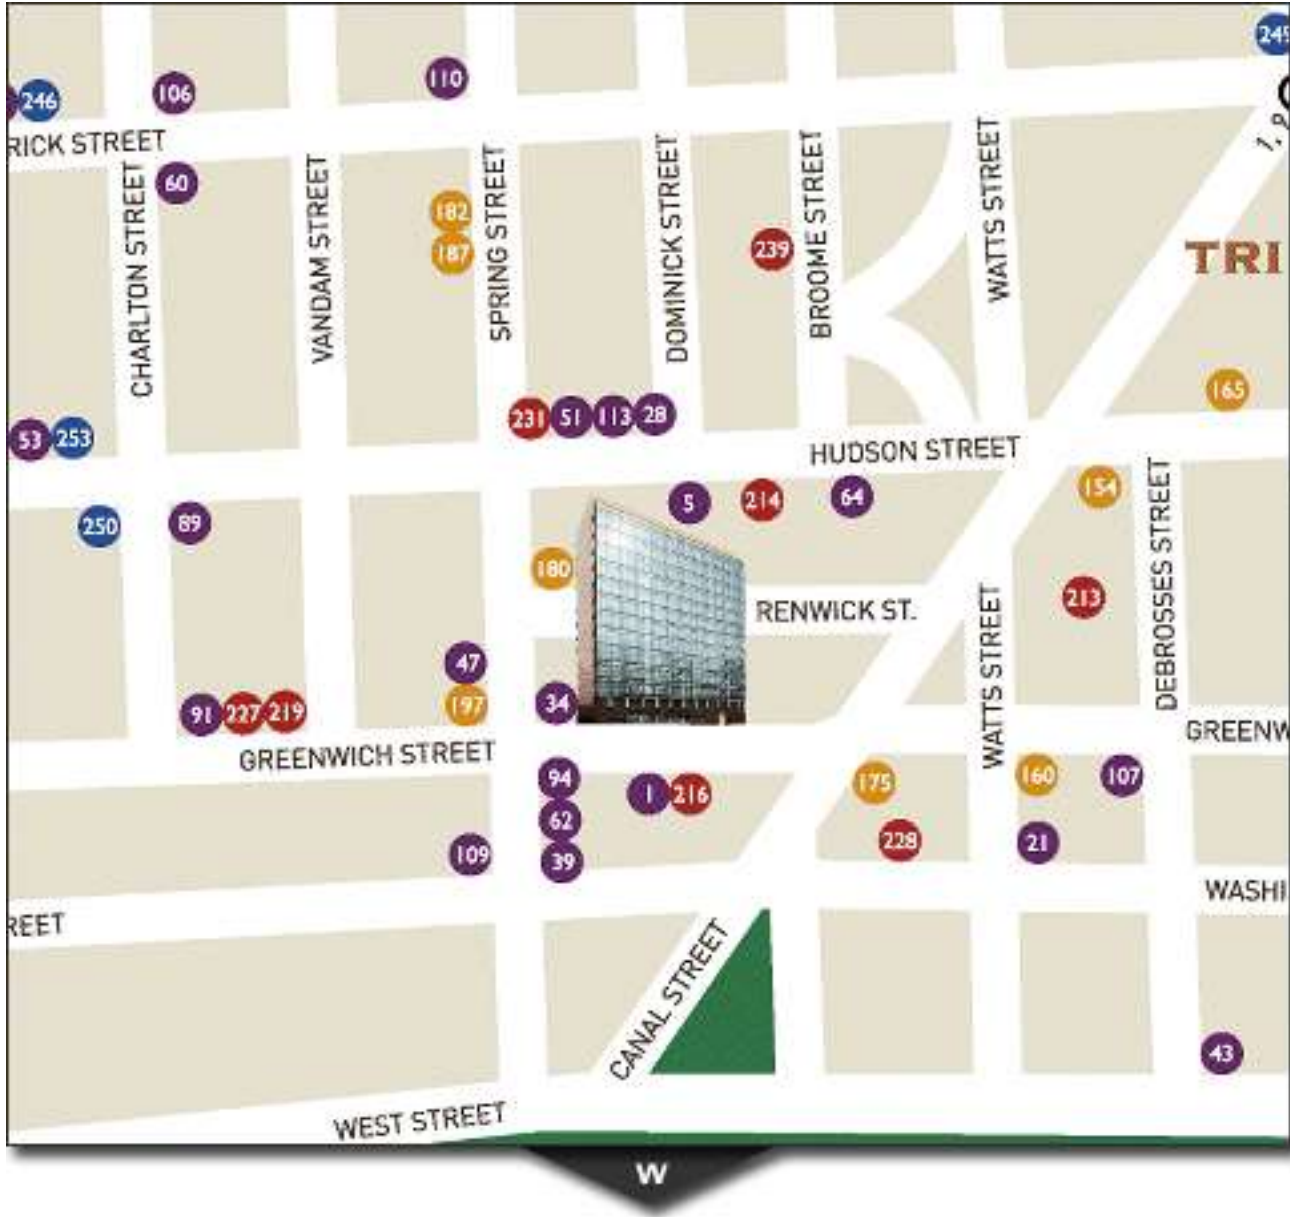 249
246
106
110
RICK STREET
1, 9
60
CHARLTON STREET
VANDAM STREET
182
187
SPRING STREET
DOMINICK STREET
239
BROOME STREET
WATTS STREET
TRI
165
231
51
113
28
53
253
HUDSON STREET
250
89
5
214
64
154
180
213
DEBROSSES STREET
RENWICK ST.
47
197
34
91
227
219
WATTS STREET
GREENWICH STREET
GREENW
94
1
216
175
160
107
62
109
39
228
21
WASHI
REET
CANAL STREET
43
WEST STREET
W